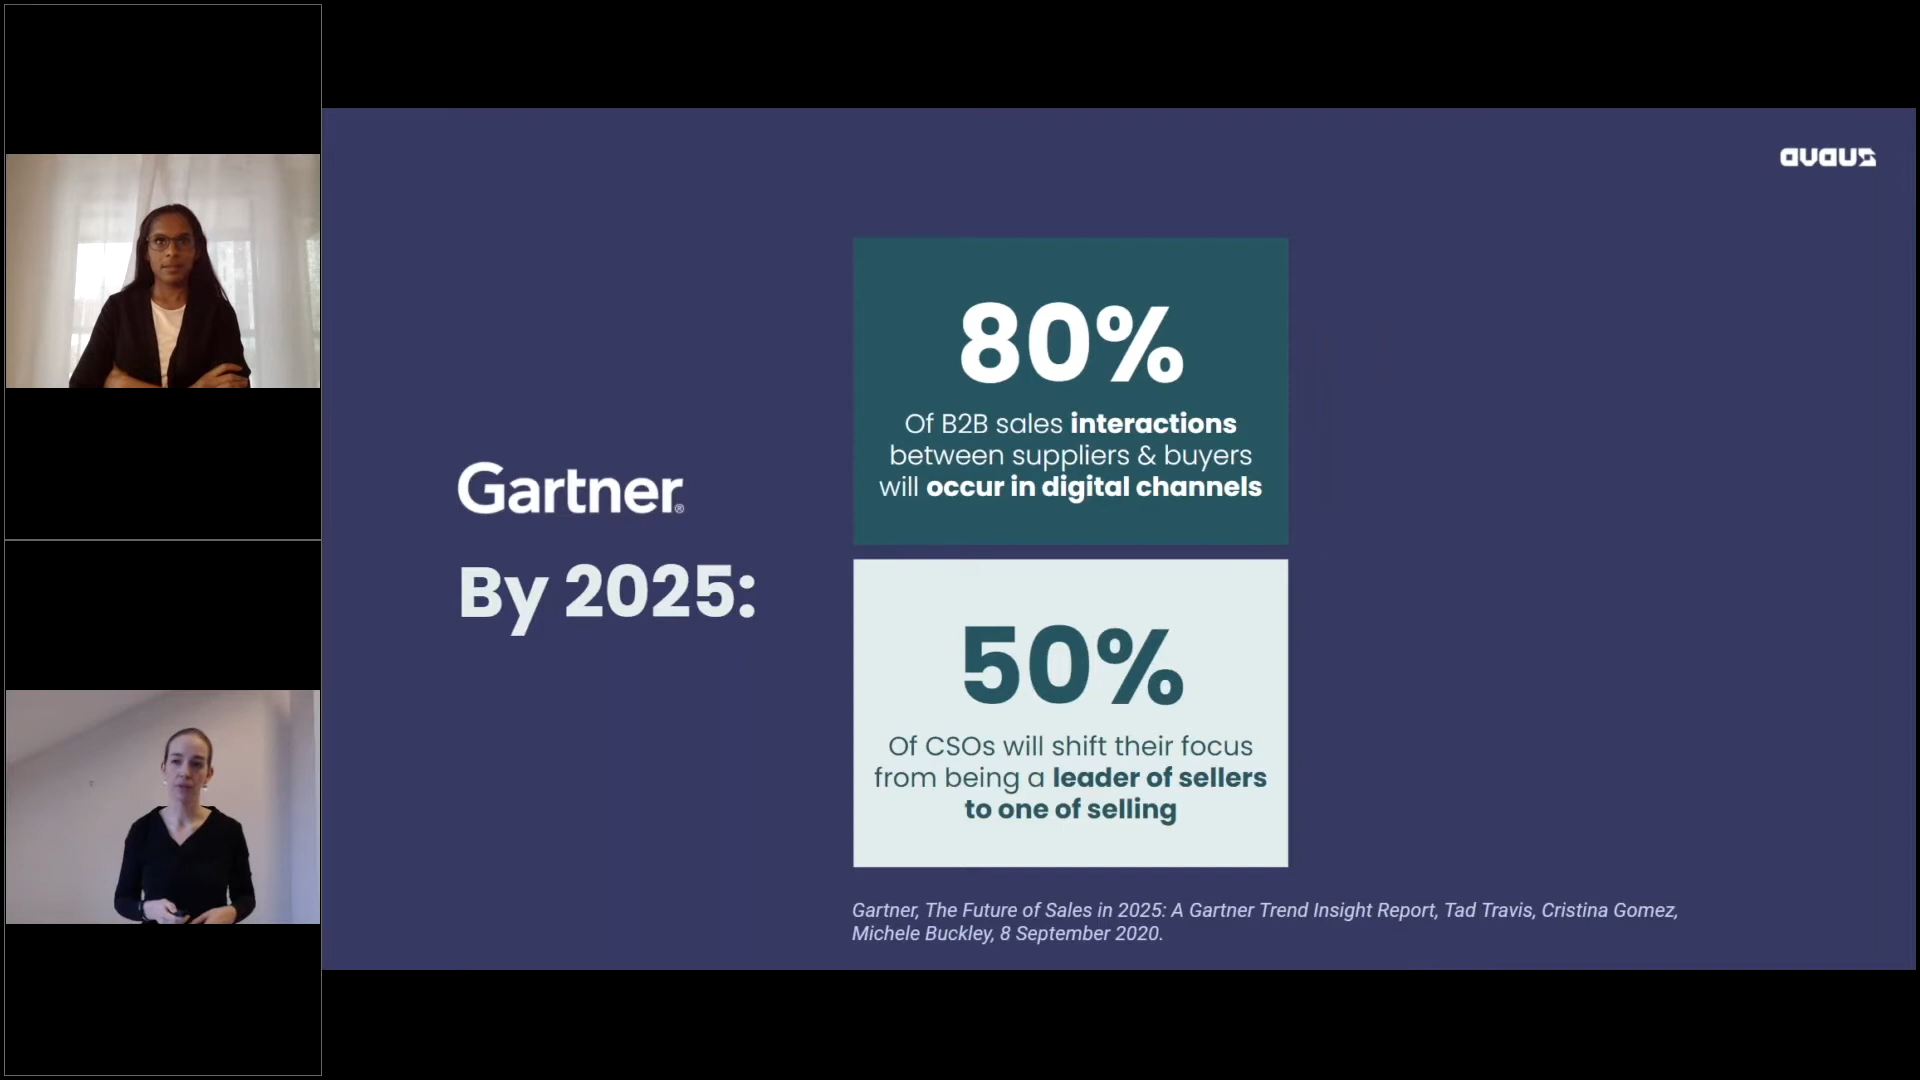 avaus
Gartner®
By 2025:
80%
Of B2B sales interactions
between suppliers & buyers
will occur in digital channels
50%
Of CSOs will shift their focus
from being a leader of sellers
to one of selling
Gartner, The Future of Sales in 2025: A Gartner Trend Insight Report, Tad Travis, Cristina Gomez,
Michele Buckley, 8 September 2020.